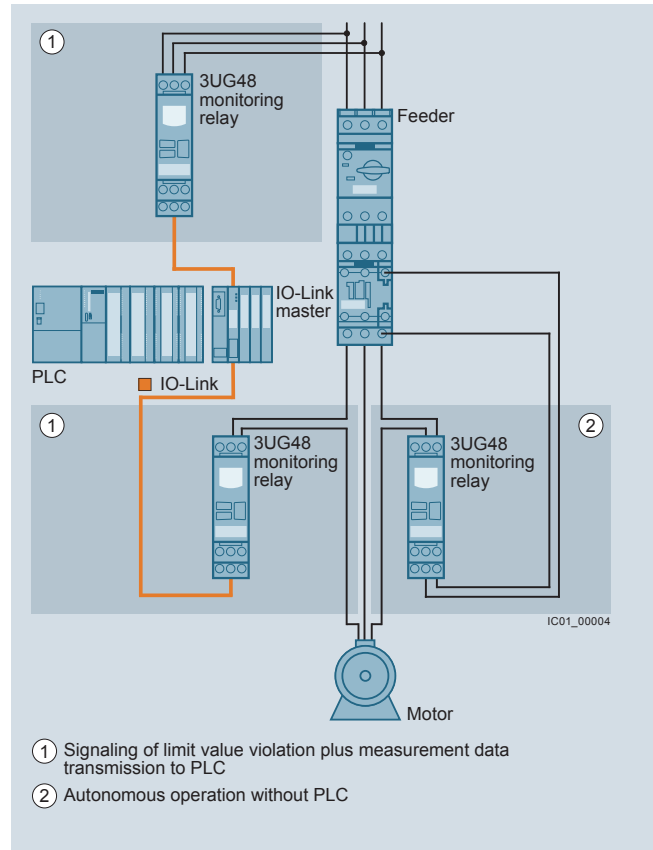 1
3UG48
monitoring
relay
Feeder
IO-Link
master
PLC
IO-Link
1
3UG48
monitoring
relay
2
3UG48
monitoring
relay
IC01_00004
Motor
1 Signaling of limit value violation plus measurement data
transmission to PLC
2 Autonomous operation without PLC